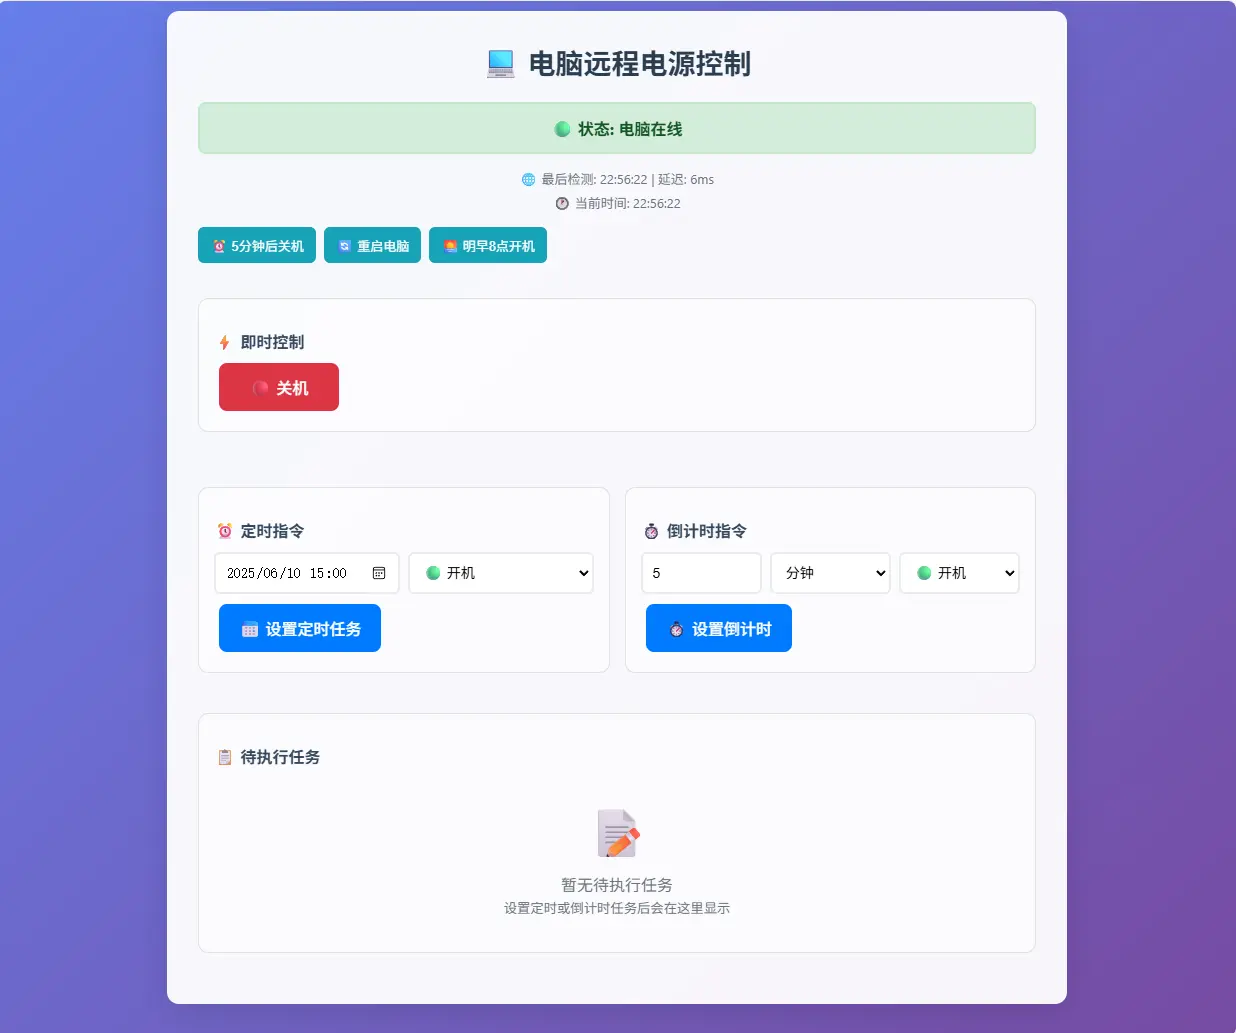 电脑远程电源控制
状态: 电脑在线
最后检测: 22:56:22 | 延迟: 6ms
当前时间: 22:56:22
5分钟后关机 重启电脑 明早8点开机
即时控制
关机
定时指令
2025/06/10 15:00 开机
设置定时任务
倒计时指令
5 分钟 开机
设置倒计时
待执行任务
暂无待执行任务
设置定时或倒计时任务后会在这里显示